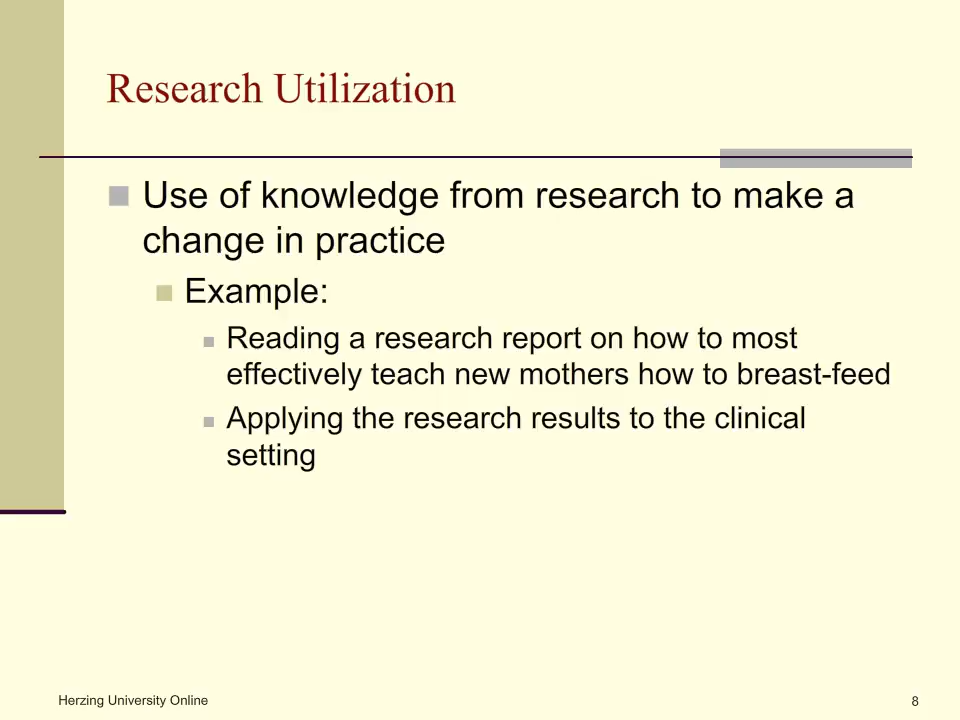 Research Utilization
Use of knowledge from research to make a
change in practice
Example:
Reading a research report on how to most
effectively teach new mothers how to breast-feed
Applying the research results to the clinical
setting
Herzing University Online
8